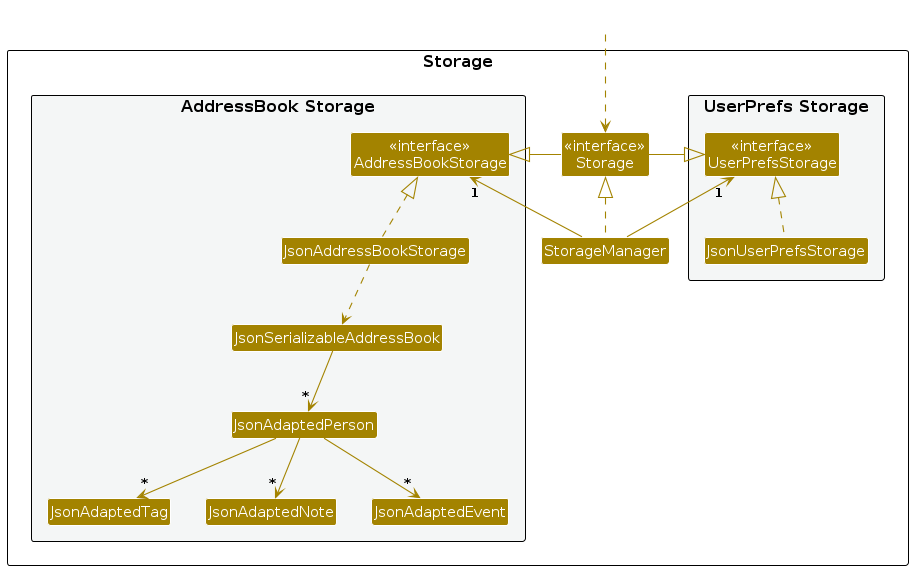 Storage
AddressBook Storage
UserPrefs Storage
«interface»
AddressBookStorage
«interface»
Storage
«interface»
UserPrefsStorage
1
1
JsonAddressBookStorage
StorageManager
JsonUserPrefsStorage
JsonSerializableAddressBook
*
JsonAdaptedPerson
*
*
*
JsonAdaptedTag
JsonAdaptedNote
JsonAdaptedEvent